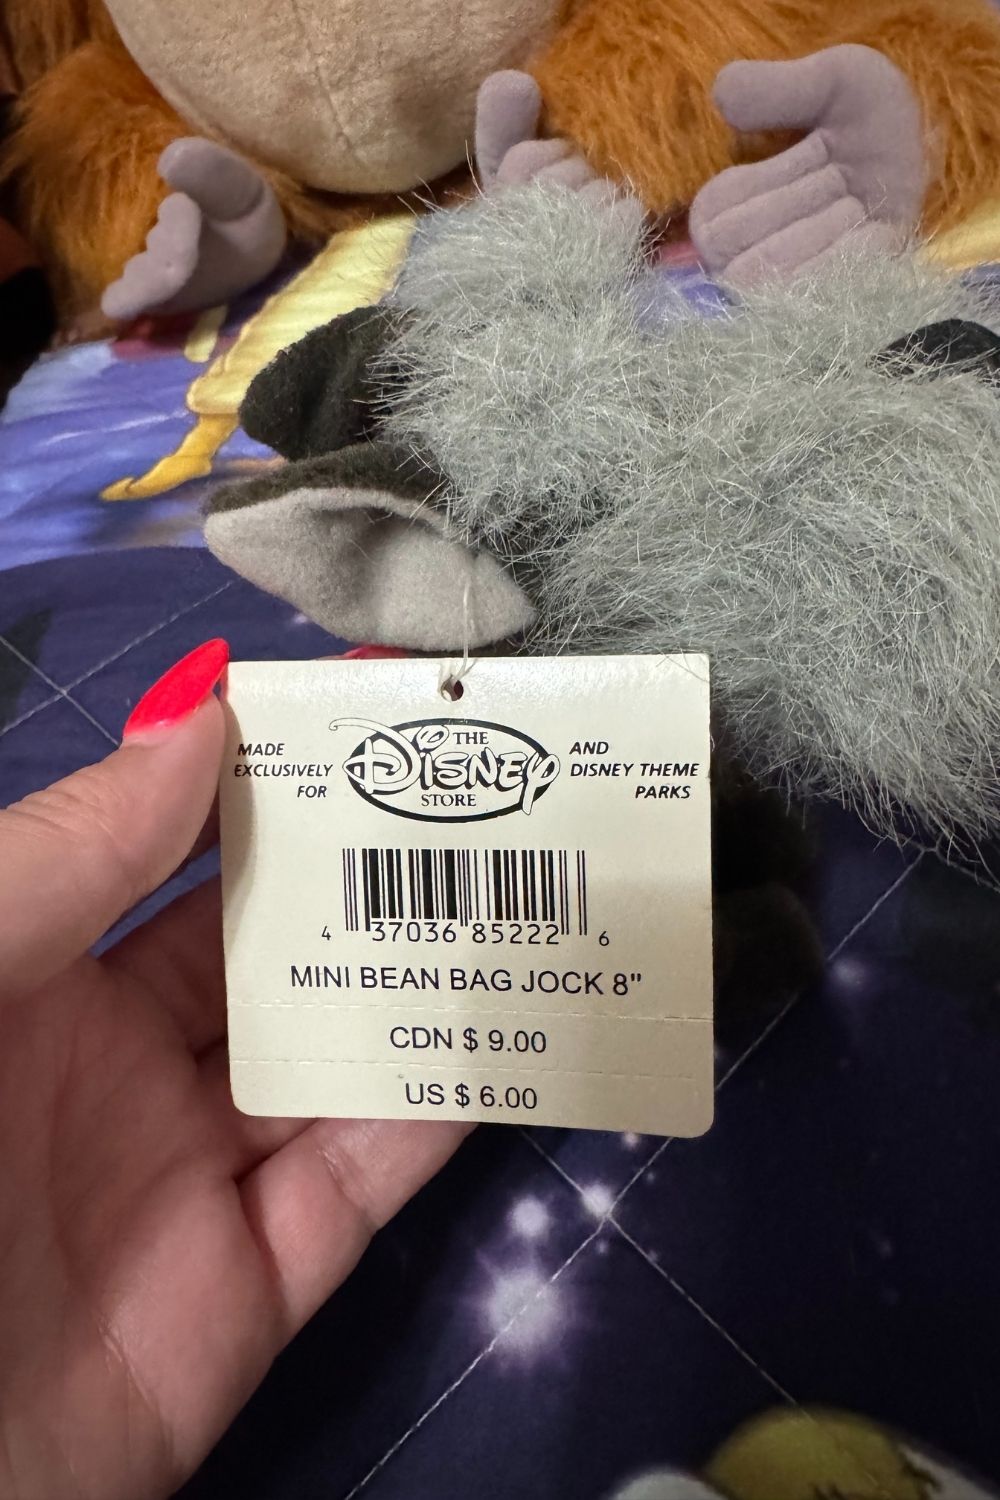 MADE EXCLUSIVELY FOR
THE
DISNEY
STORE
AND DISNEY THEME PARKS
4 37036 85222 6
MINI BEAN BAG JOCK 8"
CDN $ 9.00
US $ 6.00